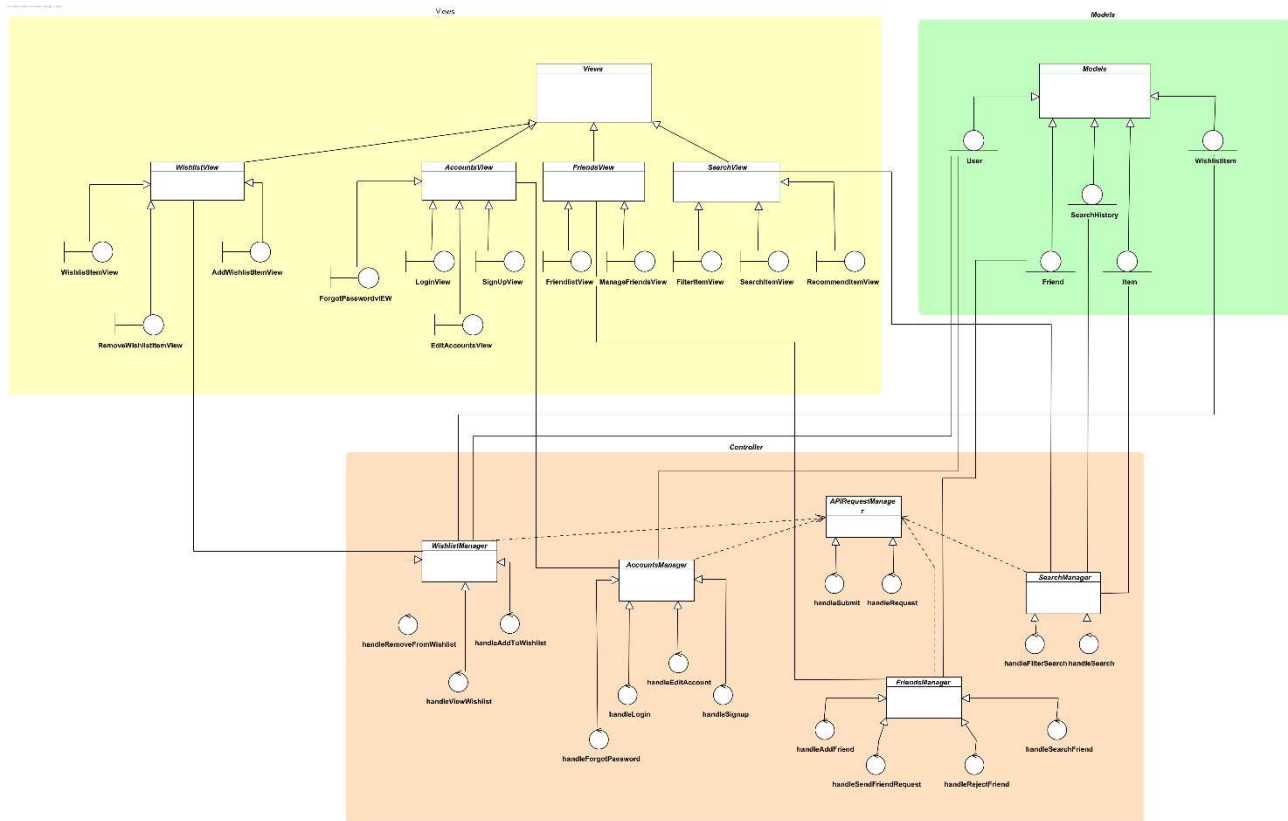 Views
Models
Views
Models
User
WishlistItem
WishlistView
AccountsView
FriendsView
SearchView
SearchHistory
WishlistItemView
AddWishlistItemView
ForgotPasswordvIEW
LoginView
SignUpView
FriendlistView
ManageFriendsView
FilterItemView
SearchItemView
RecommendItemView
Friend
Item
RemoveWishlistItemView
EditAccountsView
Controller
APIRequestManage
r
WishlistManager
AccountsManager
SearchManager
handleSubmit
handleRequest
handleRemoveFromWishlist
handleAddToWishlist
handleFilterSearch
handleSearch
handleEditAccount
FriendsManager
handleViewWishlist
handleLogin
handleSignup
handleAddFriend
handleSearchFriend
handleForgotPassword
handleSendFriendRequest
handleRejectFriend